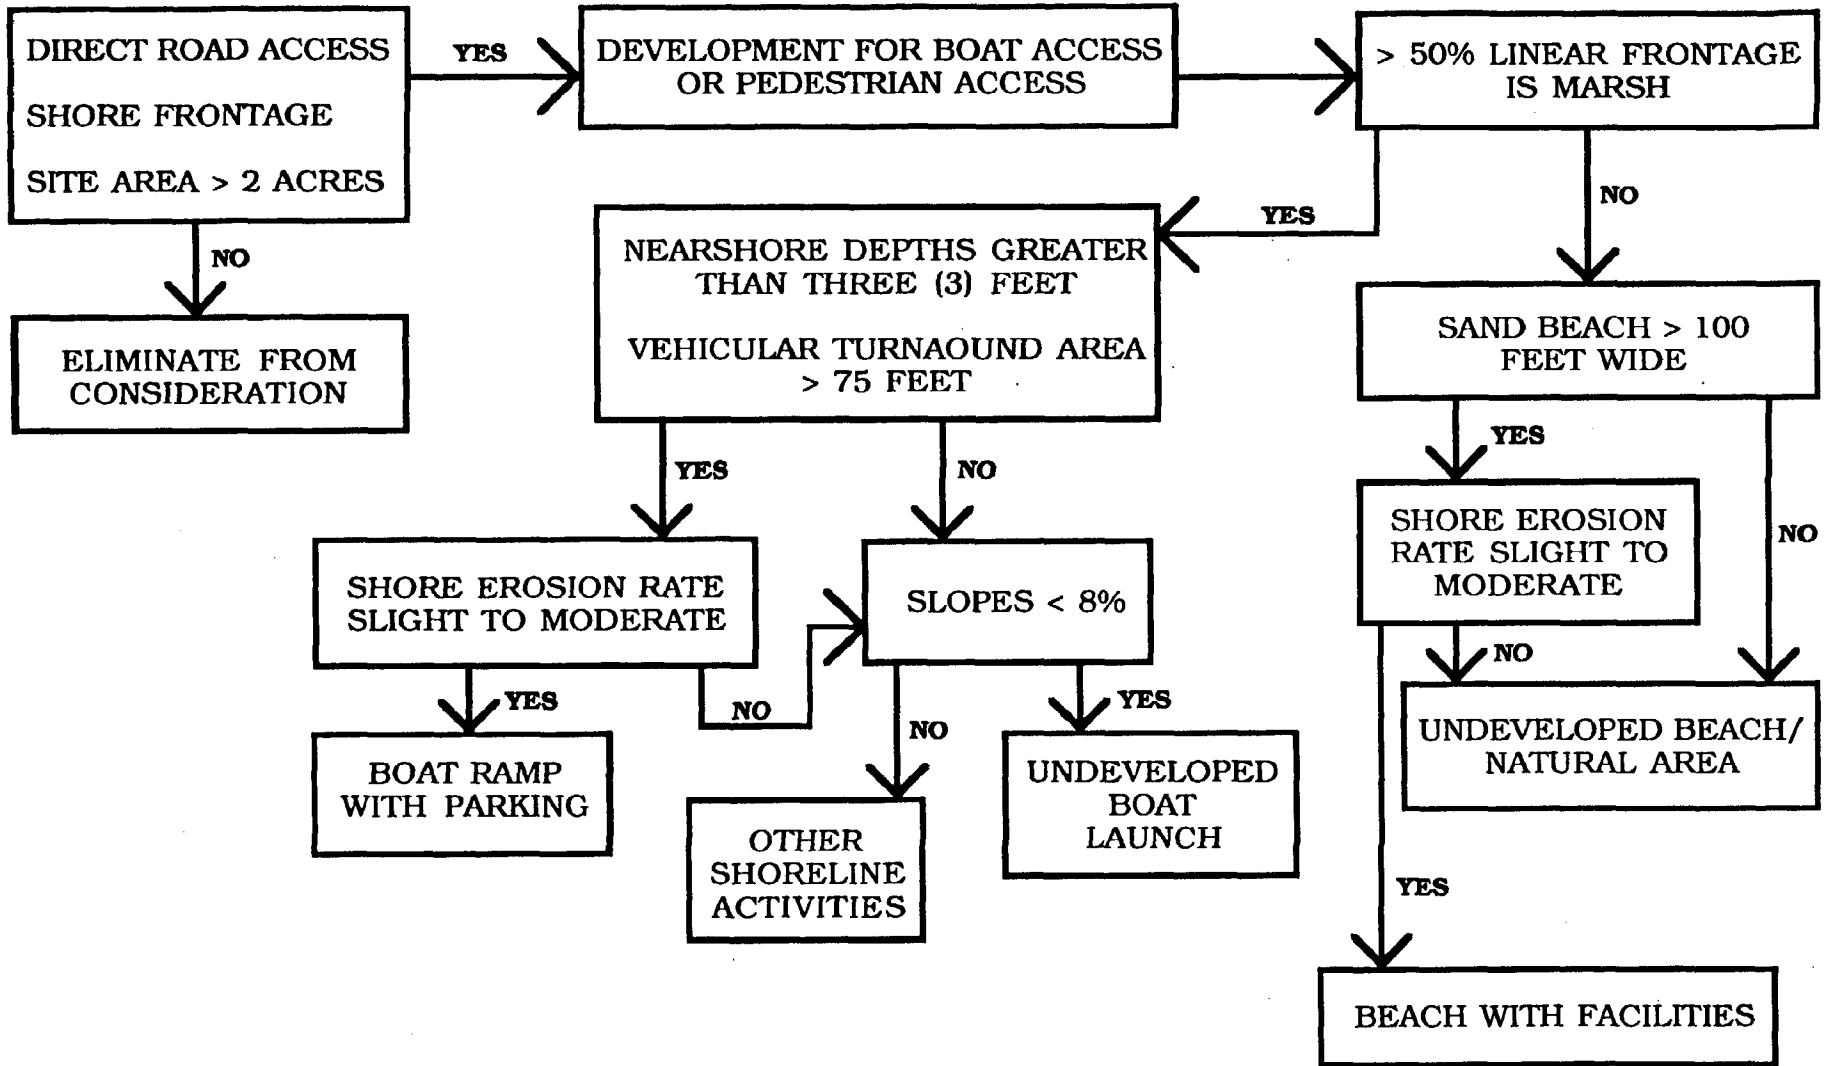 DIRECT ROAD ACCESS
SHORE FRONTAGE
SITE AREA > 2 ACRES
YES
DEVELOPMENT FOR BOAT ACCESS
OR PEDESTRIAN ACCESS
> 50% LINEAR FRONTAGE
IS MARSH
NO
ELIMINATE FROM
CONSIDERATION
YES
NEARSHORE DEPTHS GREATER
THAN THREE (3) FEET
VEHICULAR TURNAOUND AREA
> 75 FEET
NO
SAND BEACH > 100
FEET WIDE
YES
NO
YES
SHORE EROSION
RATE SLIGHT TO
MODERATE
NO
SHORE EROSION RATE
SLIGHT TO MODERATE
SLOPES < 8%
NO
UNDEVELOPED BEACH/
NATURAL AREA
YES
NO
NO
YES
BOAT RAMP
WITH PARKING
OTHER
SHORELINE
ACTIVITIES
UNDEVELOPED
BOAT
LAUNCH
YES
BEACH WITH FACILITIES